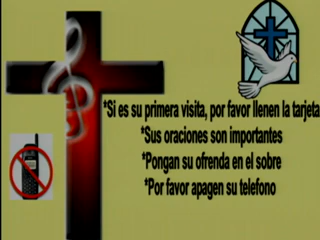 *Si es su primera visita, por favor llenen la tarjeta
*Sus oraciones son importantes
*Pongan su ofrenda en el sobre
*Por favor apagen su telefono